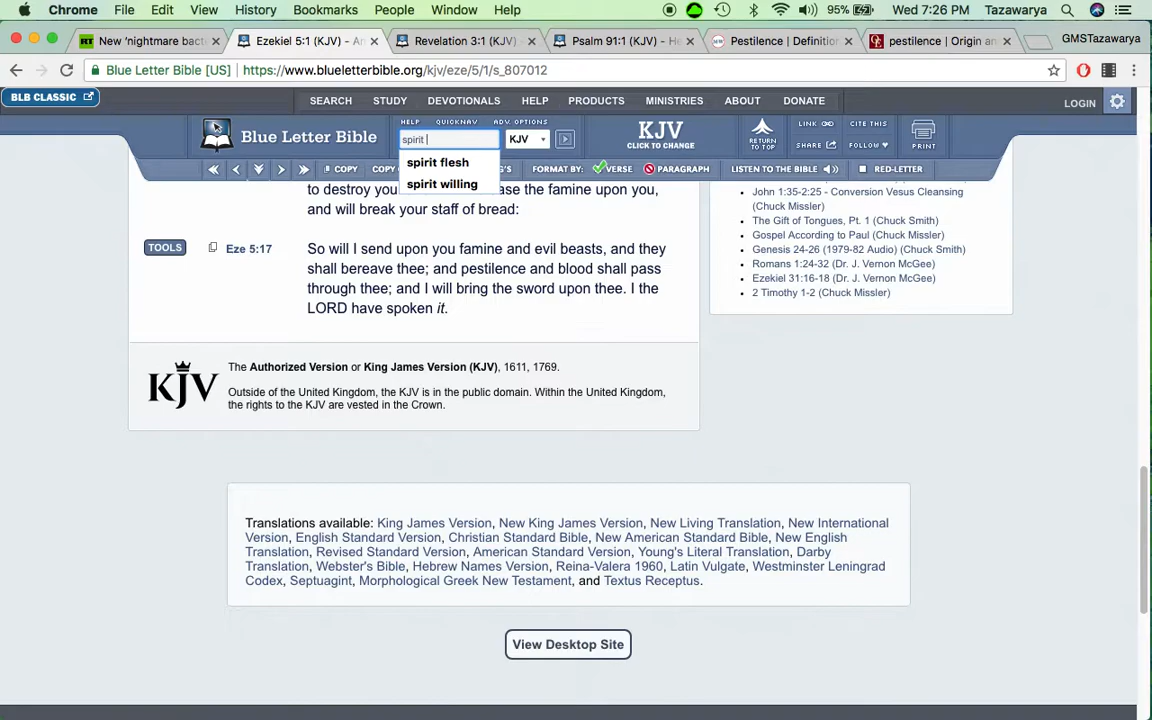 Chrome File Edit View History Bookmarks People Window Help 95% Wed 7:26 PM Tazawarya
New 'nightmare bact Ezekiel 5:1 (KJV) - An Revelation 3:1 (KJV) - Psalm 91:1 (KJV) - He Pestilence | Definition pestilence | Origin an GMSTazawarya
Blue Letter Bible [US] https://www.blueletterbible.org/kjv/eze/5/1/s_807012
BLB CLASSIC SEARCH STUDY DEVOTIONALS HELP PRODUCTS MINISTRIES ABOUT DONATE LOGIN
HELP QUICKNAV ADV. OPTIONS
Blue Letter Bible spirit KJV
KJV
CLICK TO CHANGE
RETURN
TO TOP
LINK CITE THIS
SHARE FOLLOW PRINT
spirit flesh
spirit willing
COPY FORMAT BY: VERSE PARAGRAPH LISTEN TO THE BIBLE RED-LETTER
the famine upon you,
and will break your staff of bread:
TOOLS Eze 5:17 So will I send upon you famine and evil beasts, and they
shall bereave thee; and pestilence and blood shall pass
through thee; and I will bring the sword upon thee. I the
LORD have spoken it.
John 1:35-2:25 - Conversion Versus Cleansing
(Chuck Missler)
The Gift of Tongues, Pt. 1 (Chuck Smith)
Gospel According to Paul (Chuck Missler)
Genesis 24-26 (1979-82 Audio) (Chuck Smith)
Romans 1:24-32 (Dr. J. Vernon McGee)
Ezekiel 31:16-18 (Dr. J. Vernon McGee)
2 Timothy 1-2 (Chuck Missler)
KJV
The Authorized Version or King James Version (KJV), 1611, 1769.
Outside of the United Kingdom, the KJV is in the public domain. Within the United Kingdom,
the rights to the KJV are vested in the Crown.
Translations available: King James Version, New King James Version, New Living Translation, New International
Version, English Standard Version, Christian Standard Bible, New American Standard Bible, New English
Translation, Revised Standard Version, American Standard Version, Young's Literal Translation, Darby
Translation, Webster's Bible, Hebrew Names Version, Reina-Valera 1960, Latin Vulgate, Westminster Leningrad
Codex, Septuagint, Morphological Greek New Testament, and Textus Receptus.
View Desktop Site